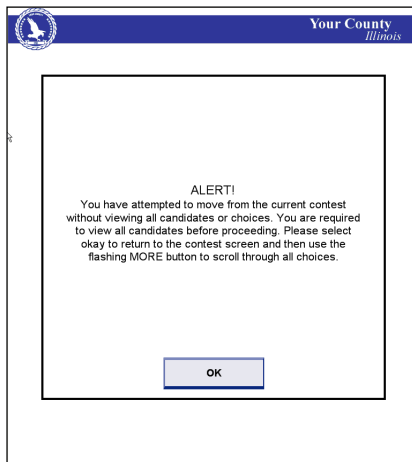 Your County
Illinois
ALERT!
You have attempted to move from the current contest
without viewing all candidates or choices. You are required
to view all candidates before proceeding. Please select
okay to return to the contest screen and then use the
flashing MORE button to scroll through all choices.
OK